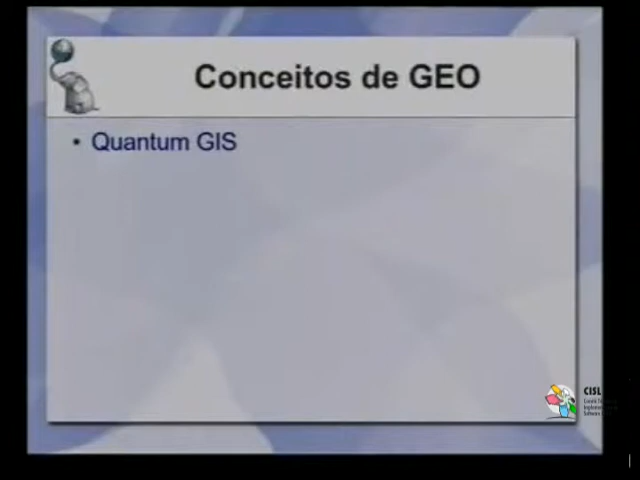 Conceitos de GEO
• Quantum GIS
CISL